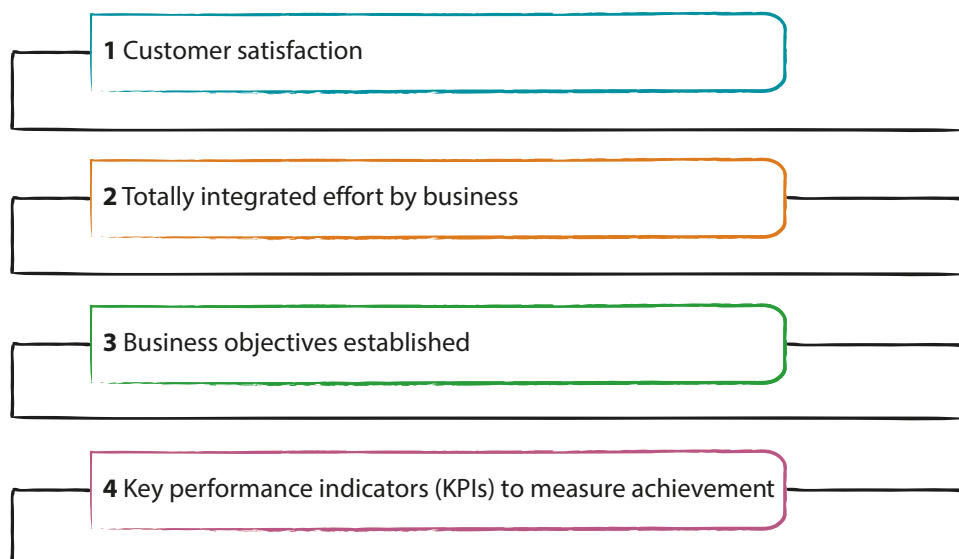 1 Customer satisfaction
2 Totally integrated effort by business
3 Business objectives established
4 Key performance indicators (KPIs) to measure achievement